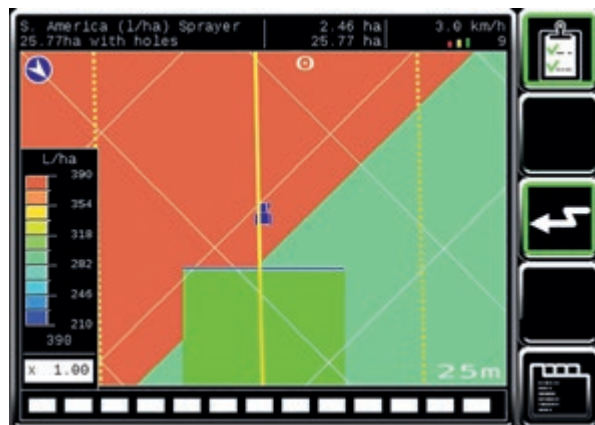 S. America (l/ha) Sprayer 2.46 ha 3.0 km/h
25.77ha with holes 25.77 ha 9
L/ha
390
354
318
282
246
210
390
x 1.00
25m